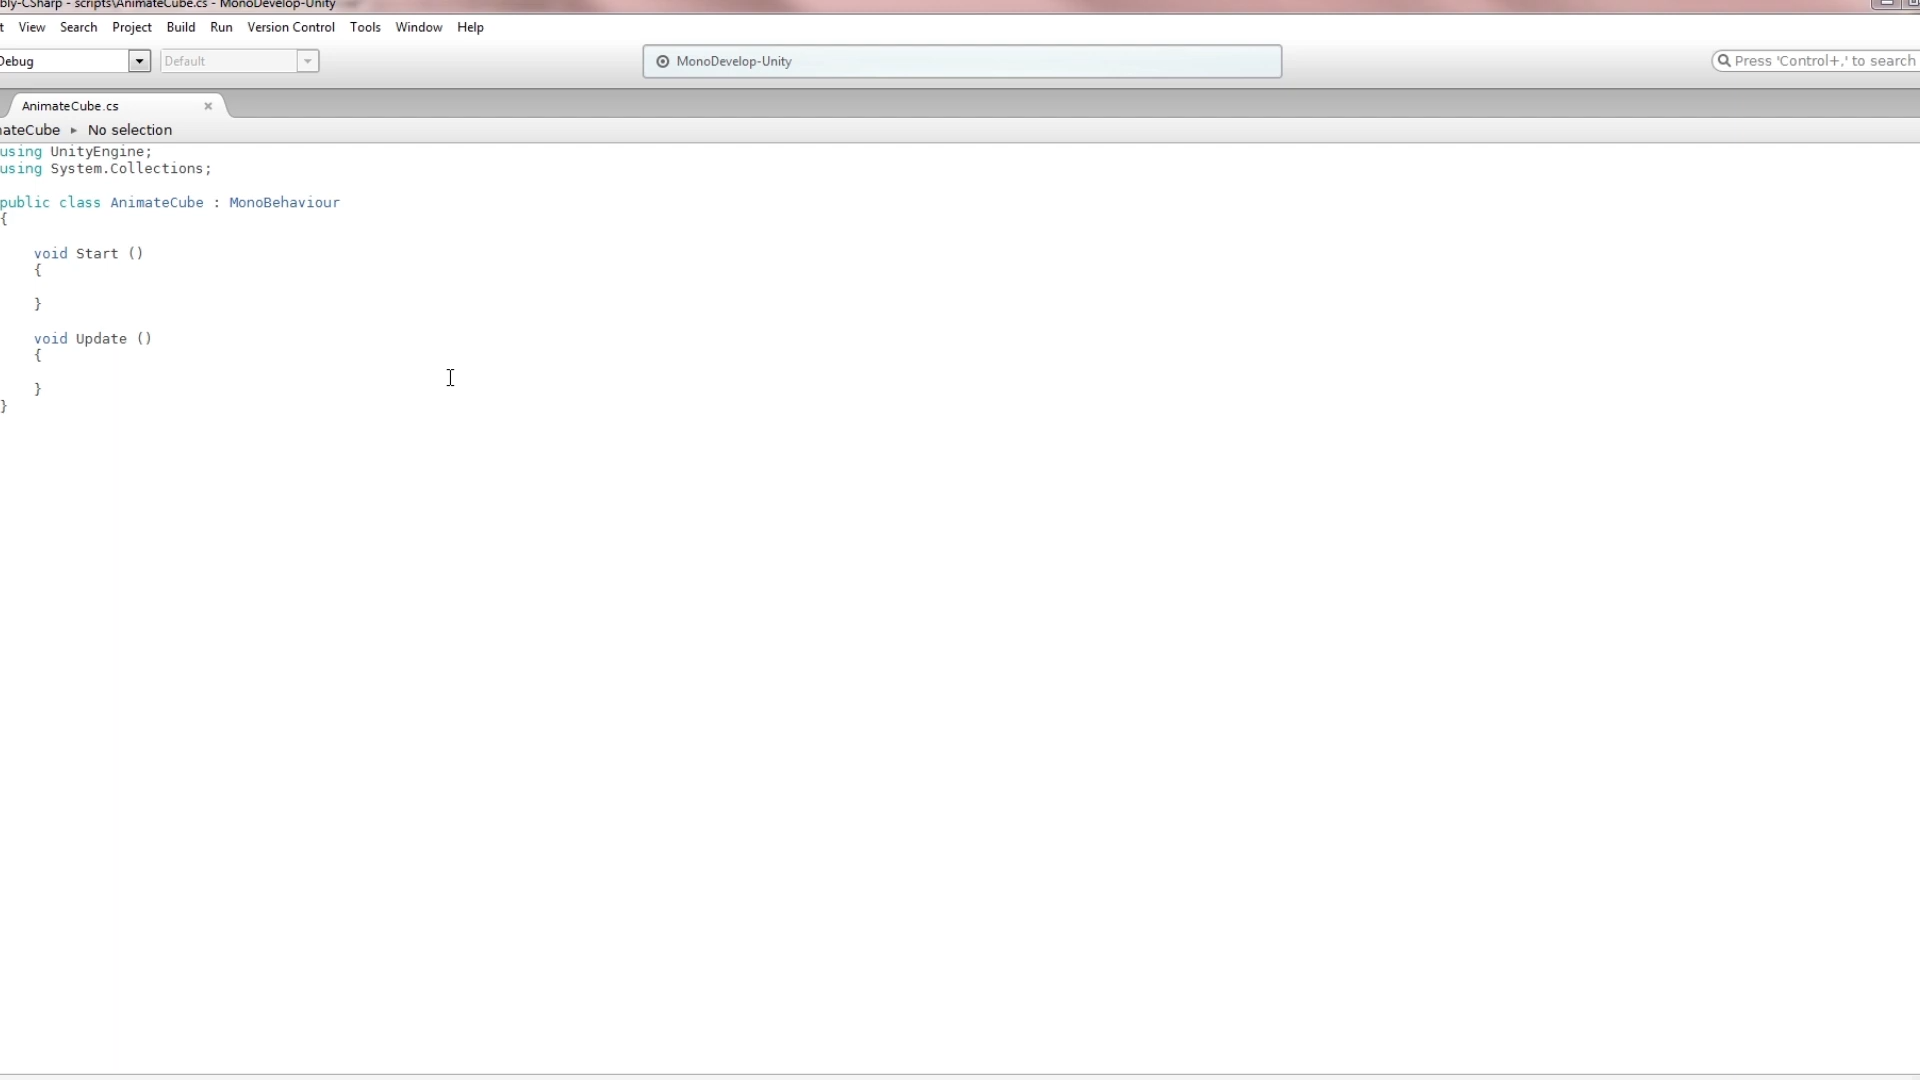 bly-CSharp - scripts\AnimateCube.cs - MonoDevelop-Unity
t View Search Project Build Run Version Control Tools Window Help
Debug Default MonoDevelop-Unity Press 'Control+,' to search
AnimateCube.cs
nateCube ▸ No selection
using UnityEngine;
using System.Collections;
public class AnimateCube : MonoBehaviour
{
void Start ()
{
}
void Update ()
{
}
}